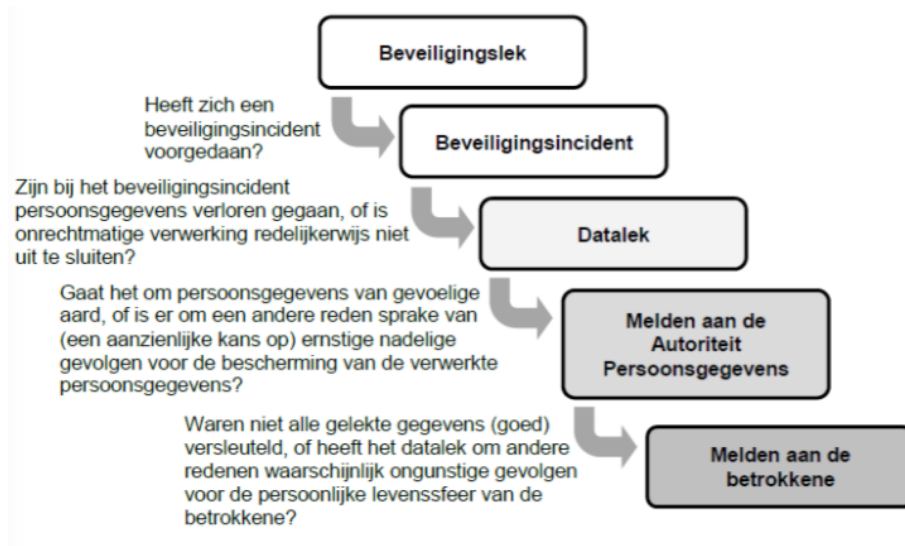 Beveiligingslek
Heeft zich een
beveiligingsincident
voorgedaan?
Beveiligingsincident
Zijn bij het beveiligingsincident
persoonsgegevens verloren gegaan, of is
onrechtmatige verwerking redelijkerwijs niet
uit te sluiten?
Datalek
Gaat het om persoonsgegevens van gevoelige
aard, of is er om een andere reden sprake van
(een aanzienlijke kans op) ernstige nadelige
gevolgen voor de bescherming van de verwerkte
persoonsgegevens?
Melden aan de
Autoriteit
Persoonsgegevens
Waren niet alle gelekte gegevens (goed)
versleuteld, of heeft het datalek om andere
redenen waarschijnlijk ongunstige gevolgen
voor de persoonlijke levenssfeer van de
betrokkene?
Melden aan de
betrokkene